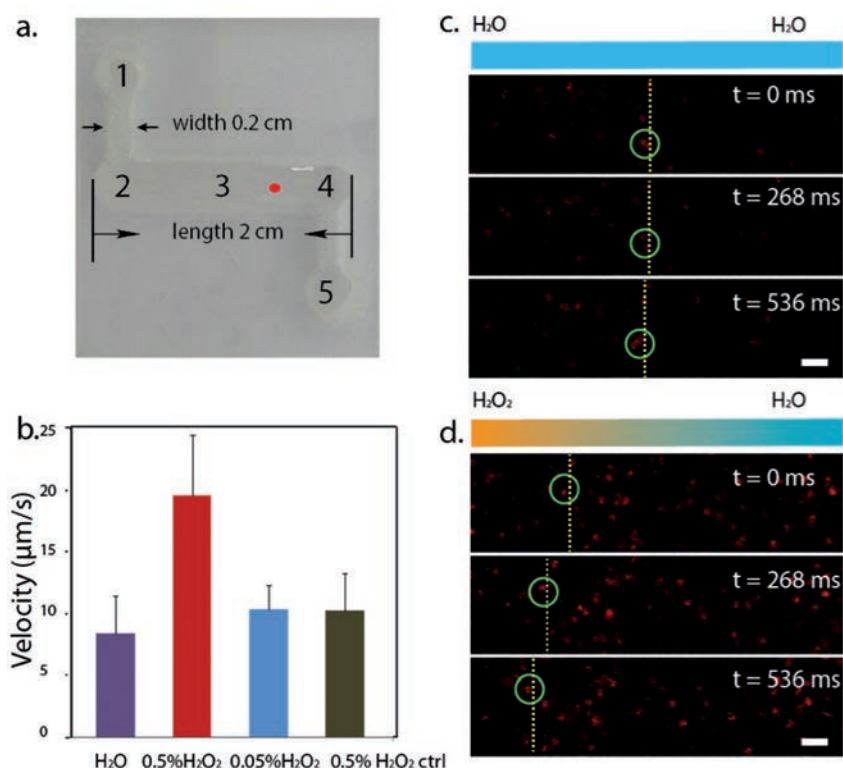 a.
1
width 0.2 cm
2 3 4
length 2 cm
5
b.
Velocity (μm/s)
25
20
15
10
5
0
H₂O 0.5%H₂O₂ 0.05%H₂O₂ 0.5% H₂O₂ ctrl
c.
H₂O H₂O
t = 0 ms
t = 268 ms
t = 536 ms
d.
H₂O₂ H₂O
t = 0 ms
t = 268 ms
t = 536 ms